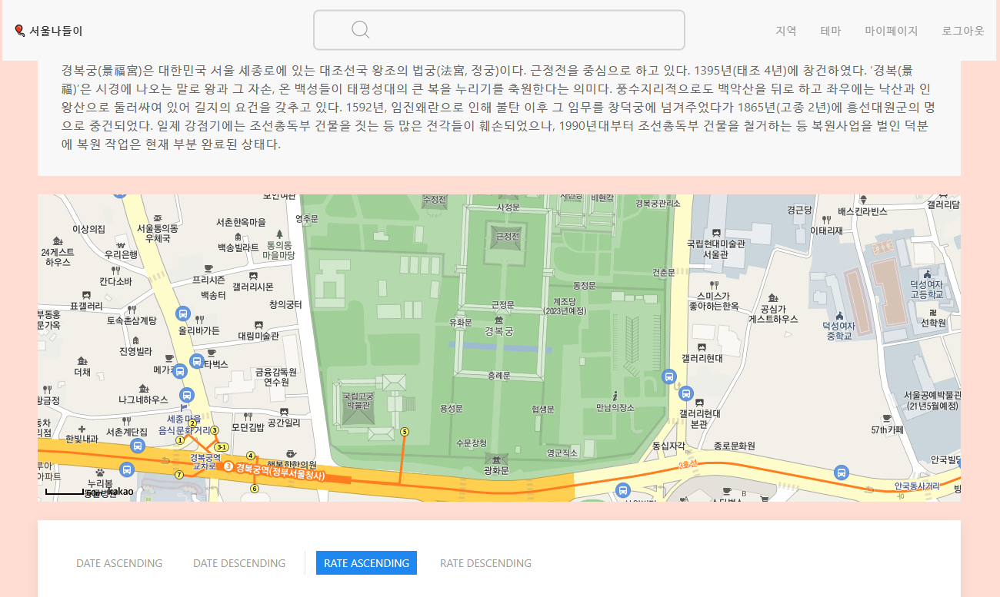 서울나들이
지역
테마
마이페이지
로그아웃
경복궁(景福宮)은 대한민국 서울 세종로에 있는 대조선국 왕조의 법궁(法宮, 정궁)이다. 근정전을 중심으로 하고 있다. 1395년(태조 4년)에 창건하였다. ‘경복(景
福)’은 시경에 나오는 말로 왕과 그 자손, 온 백성들이 태평성대의 큰 복을 누리기를 축원한다는 의미다. 풍수지리적으로도 백악산을 뒤로 하고 좌우에는 낙산과 인
왕산으로 둘러싸여 있어 길지의 요건을 갖추고 있다. 1592년, 임진왜란으로 인해 불탄 이후 그 임무를 창덕궁에 넘겨주었다가 1865년(고종 2년)에 흥선대원군의 명
으로 중건되었다. 일제 강점기에는 조선총독부 건물을 짓는 등 많은 전각들이 훼손되었으나, 1990년대부터 조선총독부 건물을 철거하는 등 복원사업을 벌인 덕분
에 복원 작업은 현재 부분 완료된 상태다.
수정전
사정문
비현각
경복궁관리소
경근당
배스킨라빈스
갤러리담
이상의집
서울통의동
우체국
서촌한옥마을
영추문
이태리재
24게스트
하우스
우리은행
백송빌라트
통의동
마을마당
근정전
국립현대미술관
서울관
칸다소바
프리시즌
갤러리시몬
건춘문
백송터
동정문
스미스가
좋아하는한옥
덕성여자
고등학교
표갤러리
창의궁터
근정문
계조당
(2023년예정)
공심가
게스트하우스
토속촌삼계탕
유화문
경복궁
덕성여자
중학교
선학원
올리바가든
대림미술관
진영빌라
갤러리현대
더채
금융감독원
연수원
흥례문
나그네하우스
국립고궁
박물관
용성문
협생문
만남의장소
서울공예박물관
(21년5월예정)
세종마을
음식문화거리
모던김밥
공간일리
갤러리현대
본관
서촌계단집
한빛내과
57th카페
2
3
1
3-1
4
5
6
7
수문장청
영군직소
동십자각
종로문화원
경복궁역
교차로
3 경복궁역(정부서울청사)
행복한한의원
광화문
3호선
안국동사거리
누리봄
50m
kakao
DATE ASCENDING
DATE DESCENDING
RATE ASCENDING
RATE DESCENDING